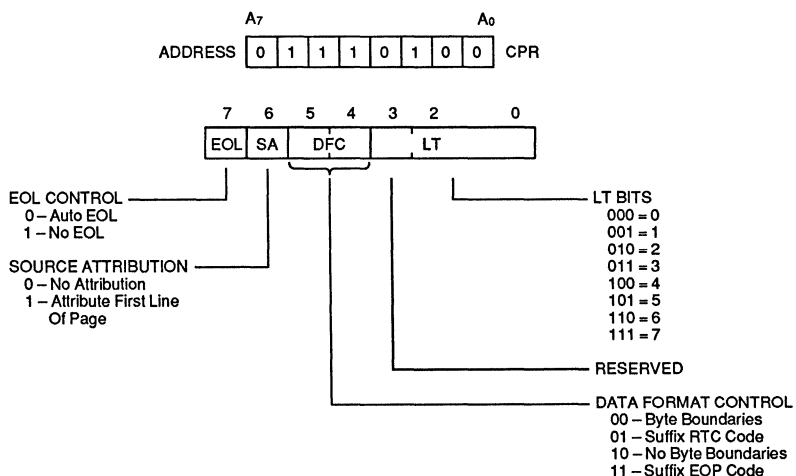 A7 A0
ADDRESS 0 1 1 1 0 1 0 0 CPR
7 6 5 4 3 2 0
EOL SA DFC LT
EOL CONTROL
0 – Auto EOL
1 – No EOL
SOURCE ATTRIBUTION
0 – No Attribution
1 – Attribute First Line
Of Page
LT BITS
000 = 0
001 = 1
010 = 2
011 = 3
100 = 4
101 = 5
110 = 6
111 = 7
RESERVED
DATA FORMAT CONTROL
00 – Byte Boundaries
01 – Suffix RTC Code
10 – No Byte Boundaries
11 – Suffix EOP Code